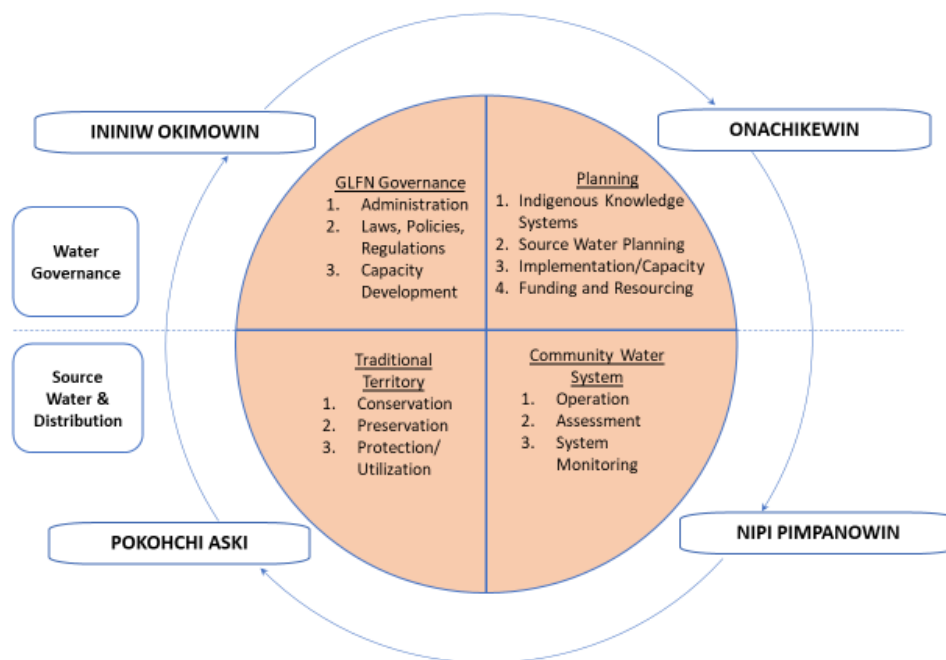 ININIW OKIMOWIN
ONACHIKEWIN
Water
Governance
GLFN Governance
1. Administration
2. Laws, Policies,
Regulations
3. Capacity
Development
Planning
1. Indigenous Knowledge
Systems
2. Source Water Planning
3. Implementation/Capacity
4. Funding and Resourcing
Source
Water &
Distribution
Traditional
Territory
1. Conservation
2. Preservation
3. Protection/
Utilization
Community Water
System
1. Operation
2. Assessment
3. System
Monitoring
POKOHCHI ASKI
NIPI PIMPANOWIN